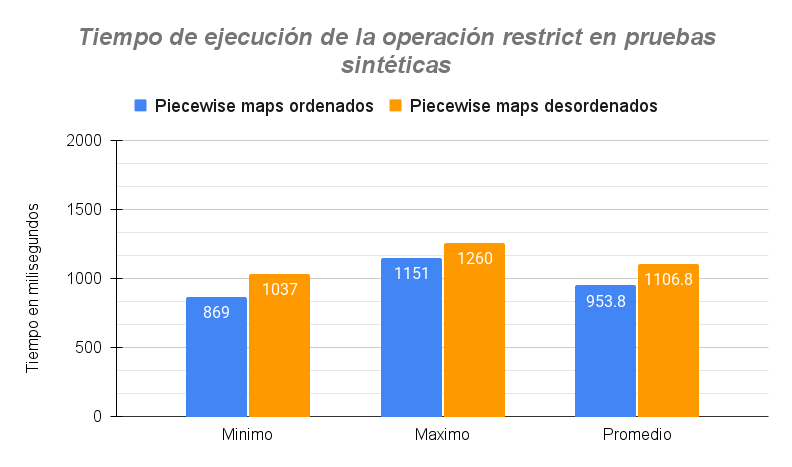 Tiempo de ejecución de la operación restrict en pruebas
sintéticas
Piecewise maps ordenados Piecewise maps desordenados
Tiempo en milisegundos
2000
1500
1000
500
0
869 1037 1151 1260 953.8 1106.8
Minimo Maximo Promedio